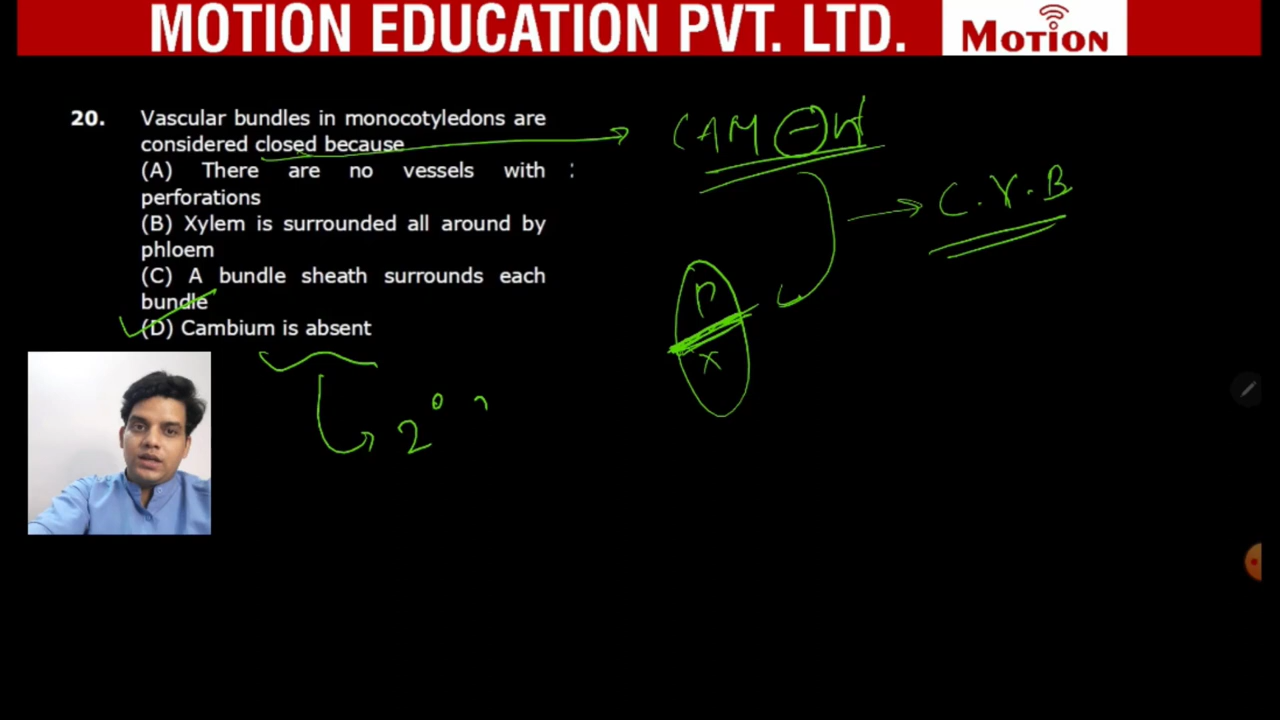 MOTION EDUCATION PVT. LTD.
MOTION
20. Vascular bundles in monocotyledons are
considered closed because
(A) There are no vessels with :
perforations
(B) Xylem is surrounded all around by
phloem
(C) A bundle sheath surrounds each
bundle
(D) Cambium is absent
CAM
C.V.B
P
x
2°